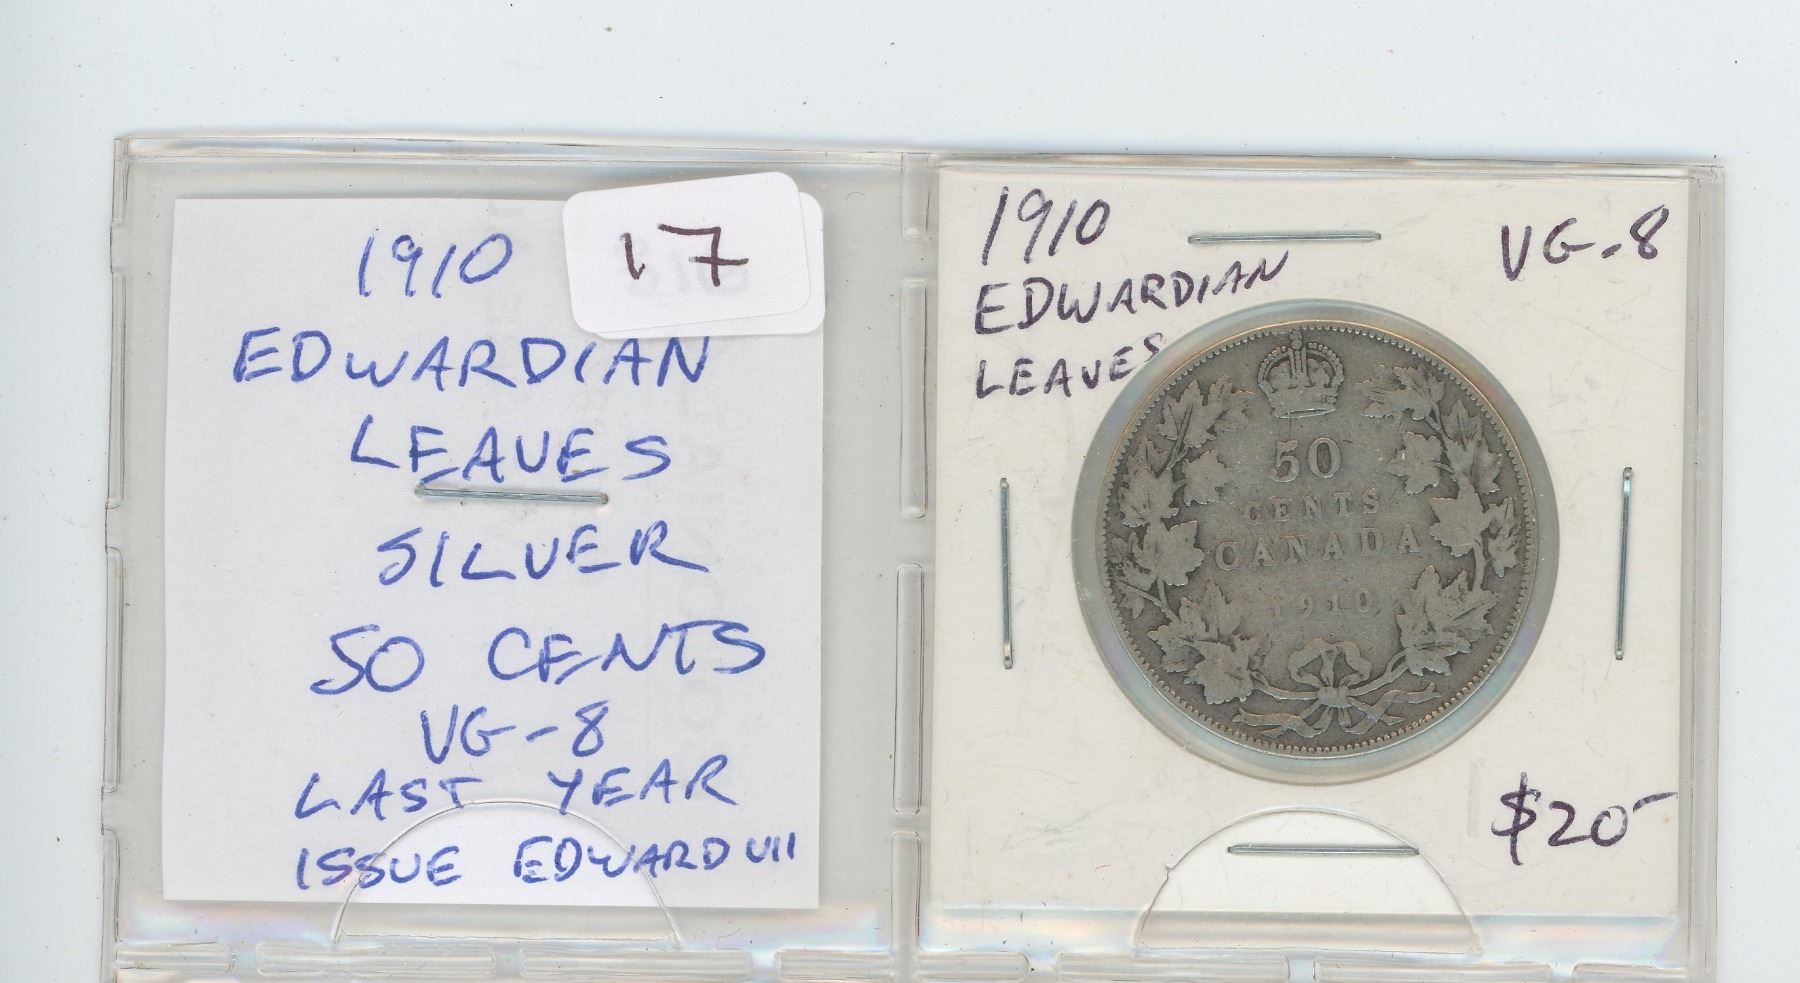 17
1910
EDWARDIAN
LEAVES
SILVER
50 CENTS
VG-8
LAST YEAR
ISSUE EDWARD VII
1910
EDWARDIAN
LEAVES
VG-8
50
CENTS
CANADA
1910
$20-